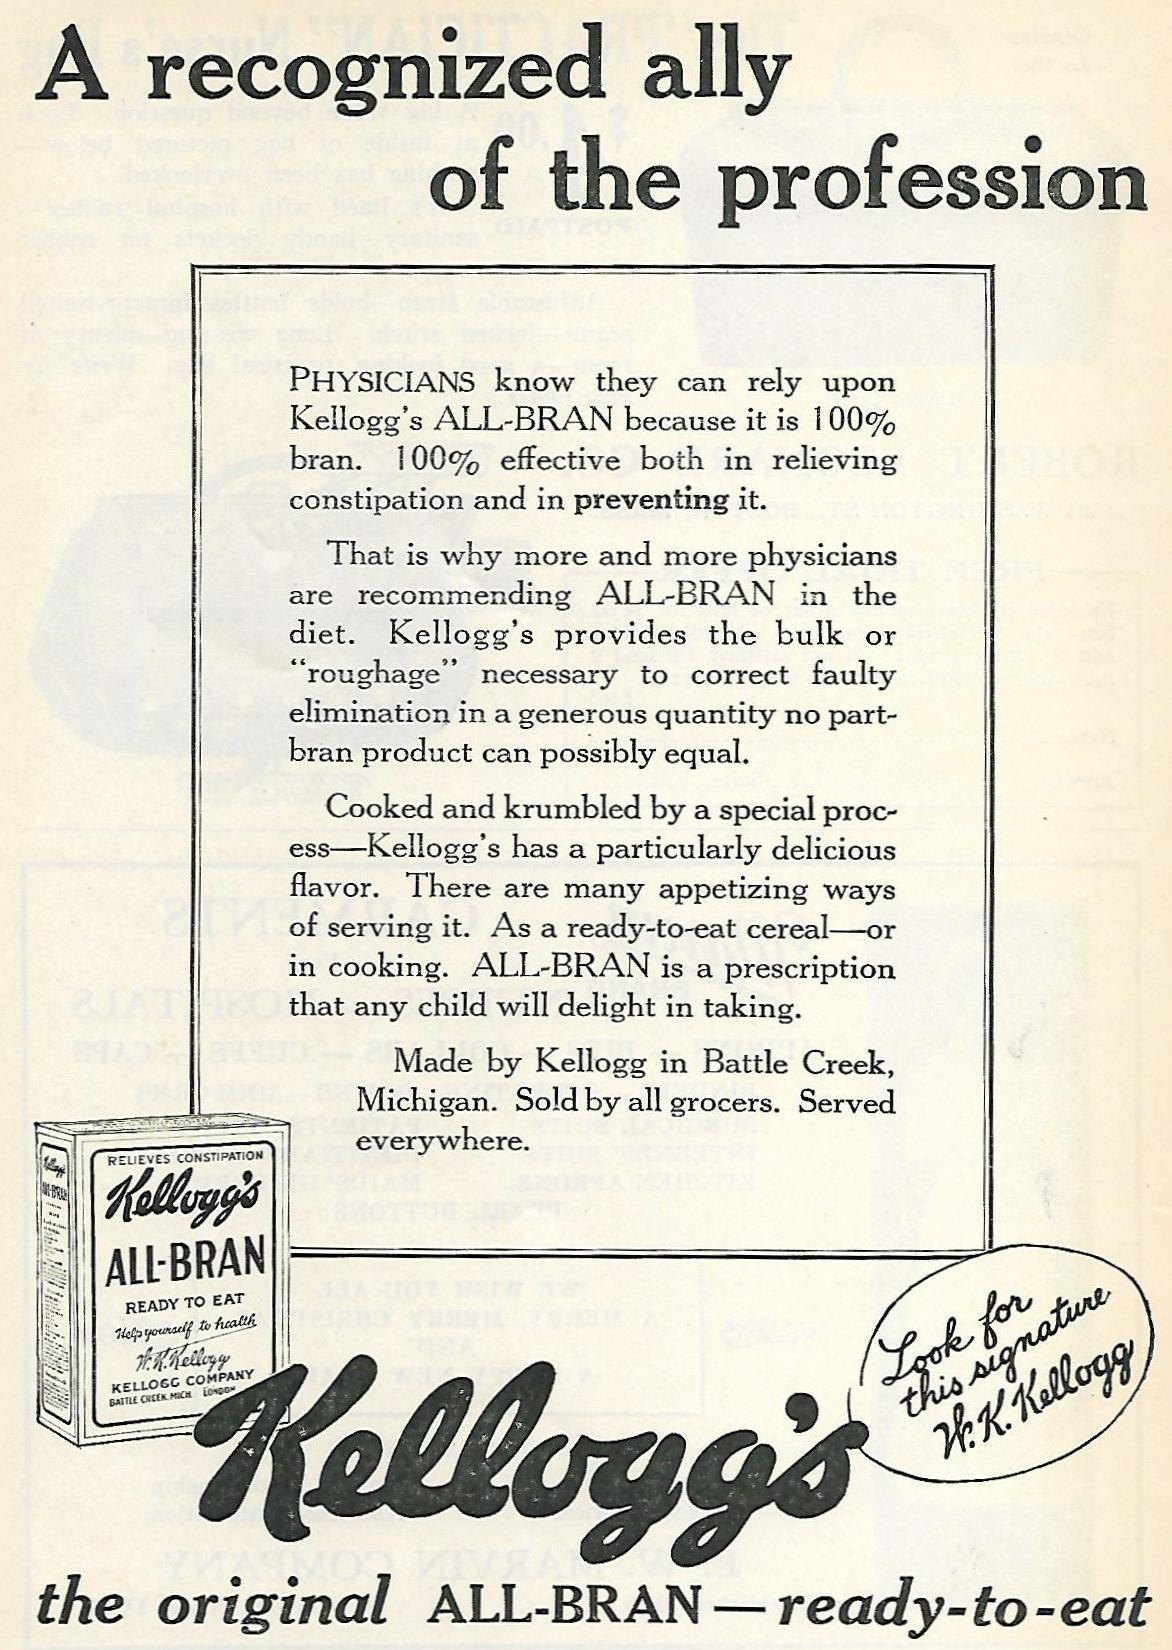 A recognized ally
of the profession
PHYSICIANS know they can rely upon
Kellogg's ALL-BRAN because it is 100%
bran. 100% effective both in relieving
constipation and in preventing it.
That is why more and more physicians
are recommending ALL-BRAN in the
diet. Kellogg's provides the bulk or
"roughage" necessary to correct faulty
elimination in a generous quantity no part-
bran product can possibly equal.
Cooked and krumbled by a special proc-
ess—Kellogg's has a particularly delicious
flavor. There are many appetizing ways
of serving it. As a ready-to-eat cereal—or
in cooking. ALL-BRAN is a prescription
that any child will delight in taking.
Made by Kellogg in Battle Creek,
Michigan. Sold by all grocers. Served
everywhere.
RELIEVES CONSTIPATION
Kellogg's
ALL-BRAN
READY TO EAT
Help yourself to health
W.K.Kellogg
KELLOGG COMPANY
BATTLE CREEK, MICH. LONDON
Kellogg's
ALL-BRAN
Look for
this signature
W. K. Kellogg
Kellogg's
the original ALL-BRAN — ready-to-eat